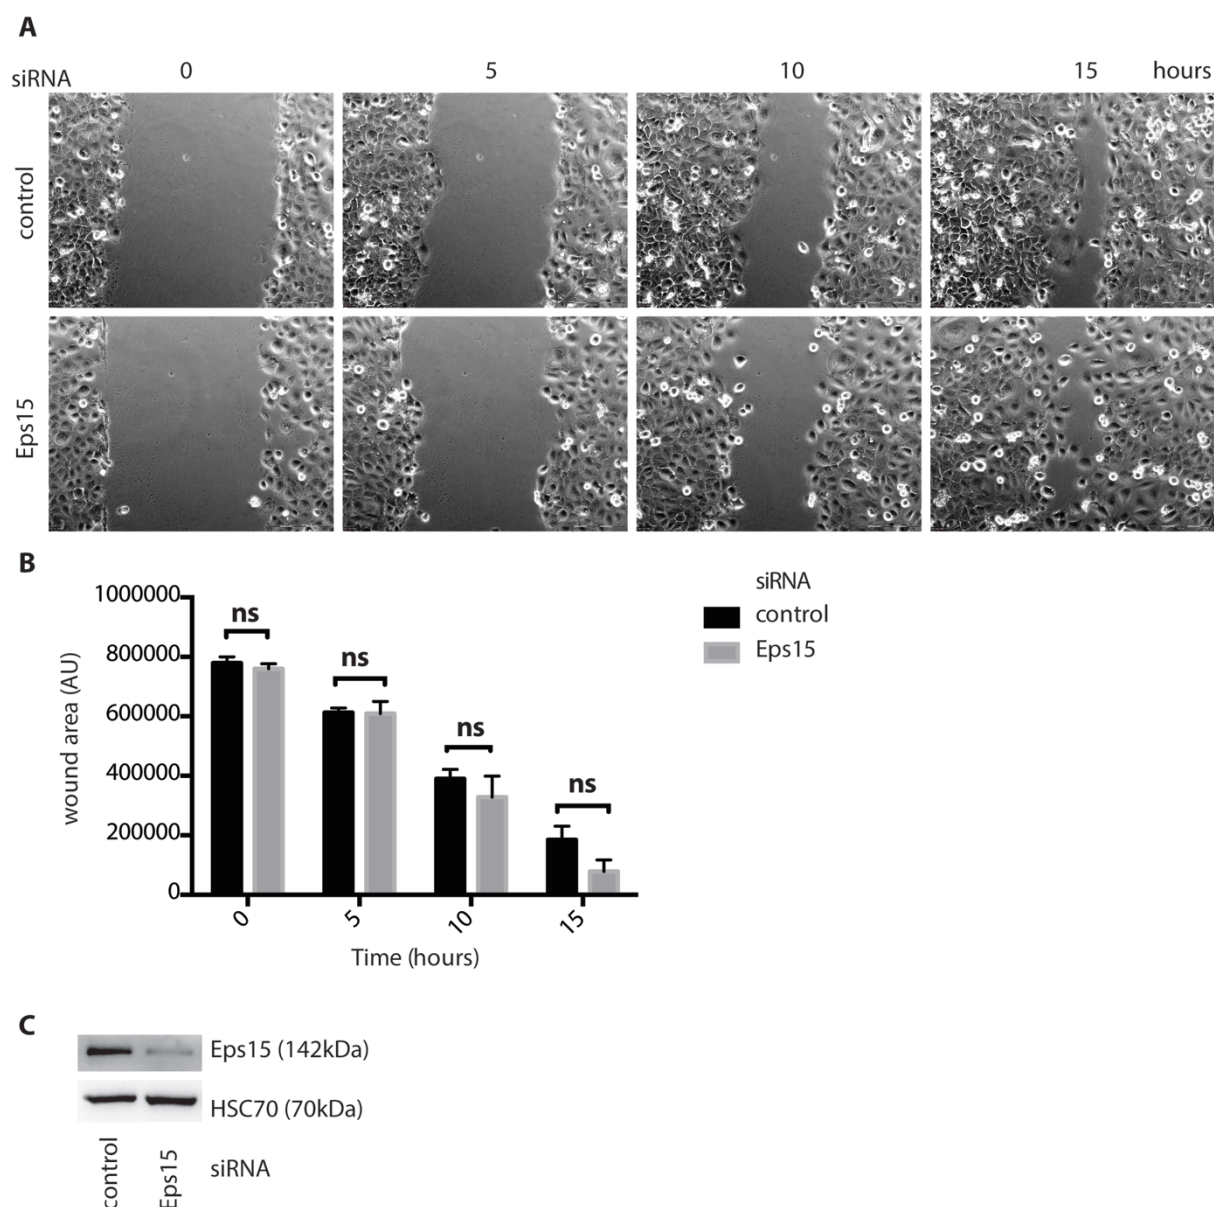 A
siRNA 0 5 10 15 hours
control
Eps15
B
siRNA
control
Eps15
1000000
800000
600000
400000
200000
0
wound area (AU)
ns
ns
ns
ns
0 5 10 15
Time (hours)
C
Eps15 (142kDa)
HSC70 (70kDa)
control Eps15 siRNA